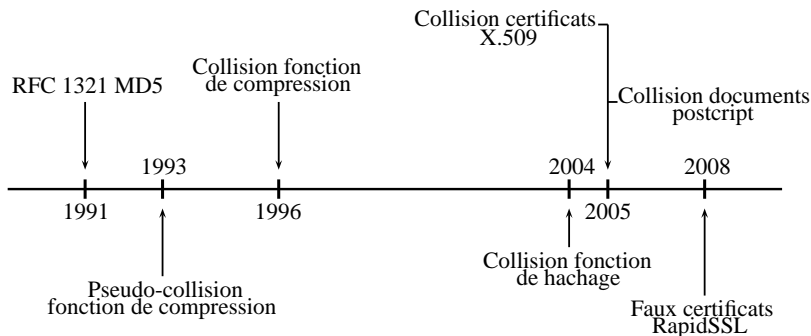 Collision certificats
X.509
Collision fonction
de compression
RFC 1321 MD5
Collision documents
postcript
1993
2004
2008
1991
1996
2005
Collision fonction
de hachage
Pseudo-collision
fonction de compression
Faux certificats
RapidSSL